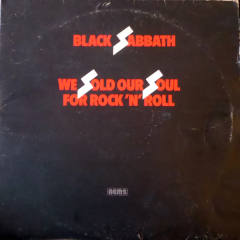 BLACK SABBATH
WE SOLD OUR SOUL
FOR ROCK 'N' ROLL
nems